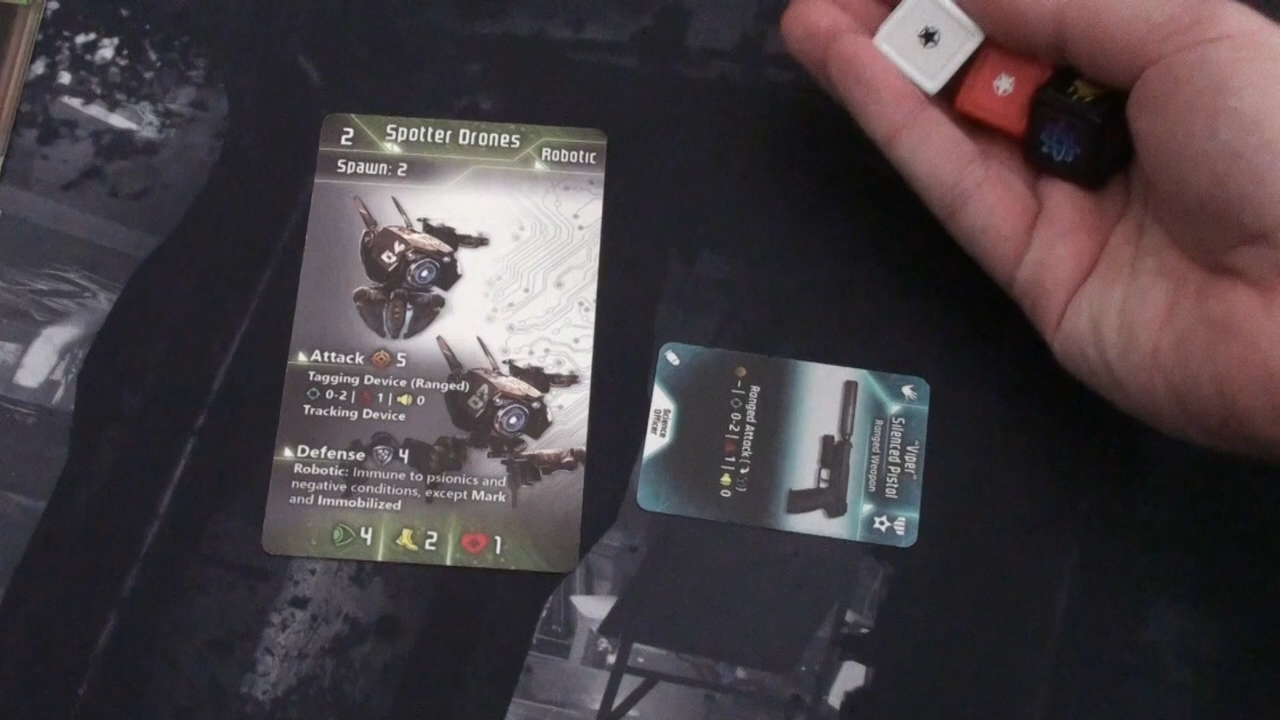 2
Spotter Drones
Robotic
Spawn: 2
04
Attack 5
Tagging Device (Ranged)
0-2 | 1 | 0
Tracking Device
Defense 4
Robotic: Immune to psionics and
negative conditions, except Mark
and Immobilized
4 2 1
"Viper"
Silenced Pistol
Ranged Weapon
Ranged Attack
– | 0-2 | 1 | 0
Science
Officer